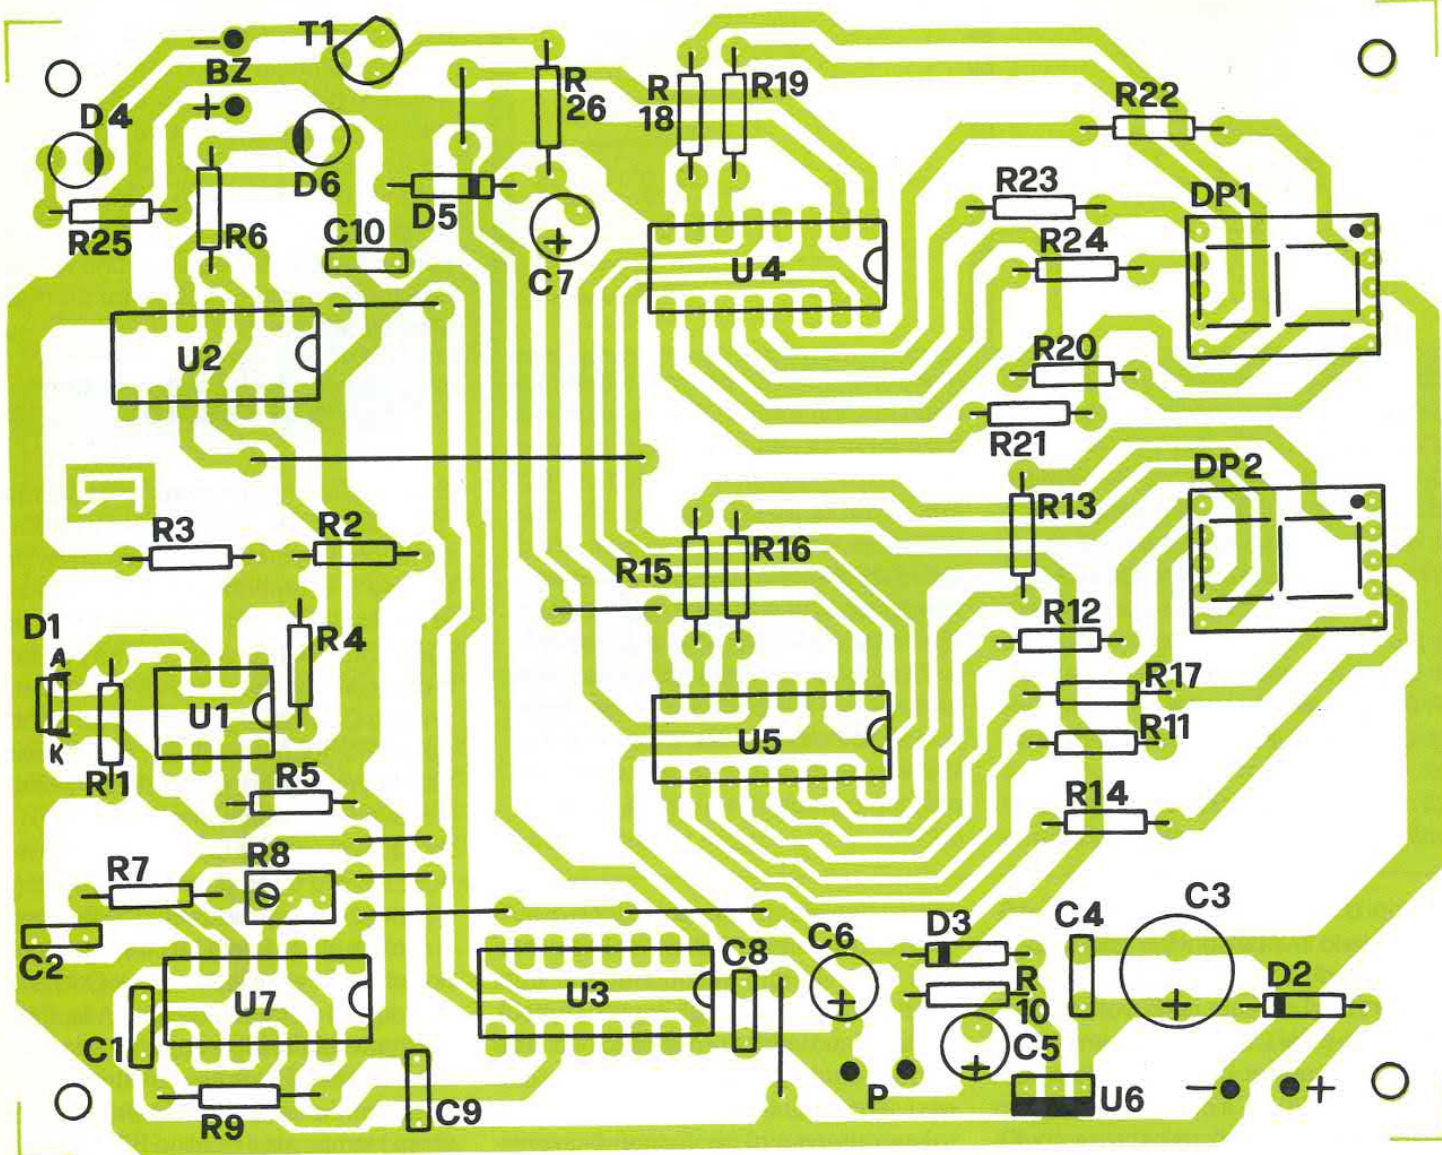 T1
− BZ
+
D4
D6
R25
R6
C10
D5
R
26
C7
R
18
R19
R22
R23
R24
DP1
U4
R20
R21
U2
R3
R2
R15
R16
R13
DP2
R12
R17
R11
R14
D1
A
K
R1
U1
R4
R5
U5
R7
R8
C2
U7
C1
R9
C9
U3
C8
C6
+
D3
R
10
C5
+
P
C4
C3
+
D2
U6
− +
+